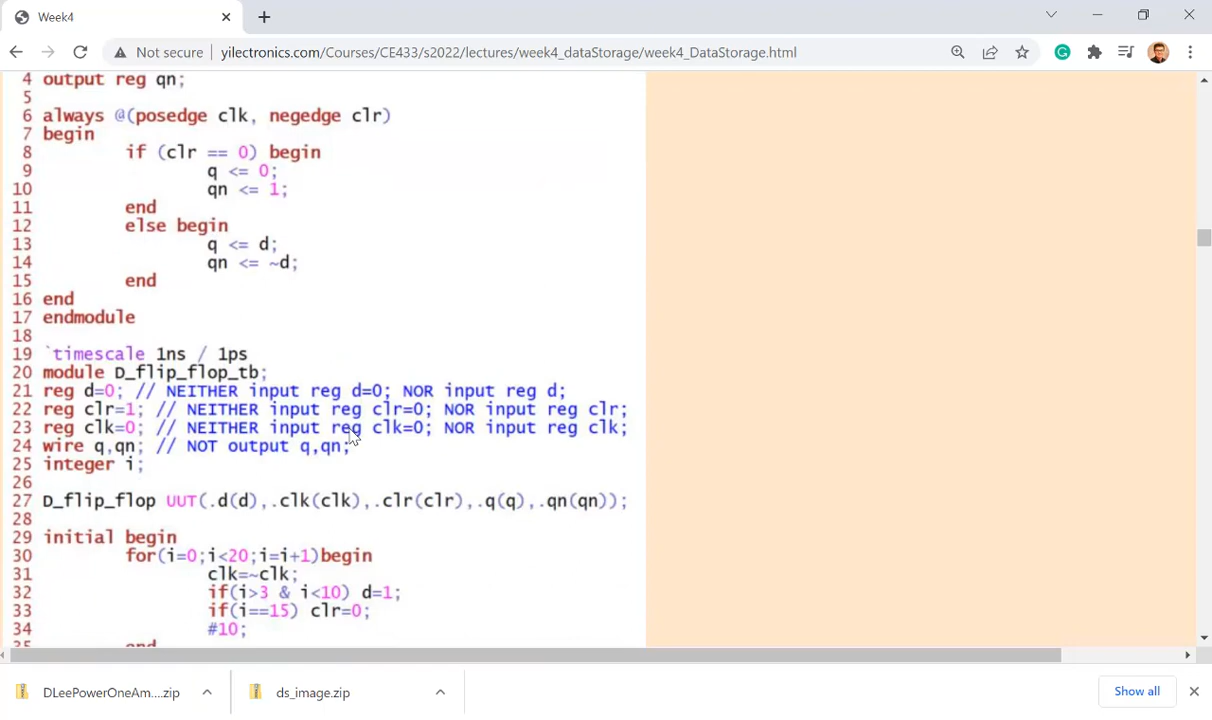 Week4
Not secure yilectronics.com/Courses/CE433/s2022/lectures/week4_dataStorage/week4_DataStorage.html
4 output reg qn;
5
6 always @(posedge clk, negedge clr)
7 begin
8 if (clr == 0) begin
9 q <= 0;
10 qn <= 1;
11 end
12 else begin
13 q <= d;
14 qn <= ~d;
15 end
16 end
17 endmodule
18
19 `timescale 1ns / 1ps
20 module D_flip_flop_tb;
21 reg d=0; // NEITHER input reg d=0; NOR input reg d;
22 reg clr=1; // NEITHER input reg clr=0; NOR input reg clr;
23 reg clk=0; // NEITHER input reg clk=0; NOR input reg clk;
24 wire q,qn; // NOT output q,qn;
25 integer i;
26
27 D_flip_flop UUT(.d(d),.clk(clk),.clr(clr),.q(q),.qn(qn));
28
29 initial begin
30 for(i=0;i<20;i=i+1)begin
31 clk=~clk;
32 if(i>3 & i<10) d=1;
33 if(i==15) clr=0;
34 #10;
35 end
DLeePowerOneAm....zip
ds_image.zip
Show all